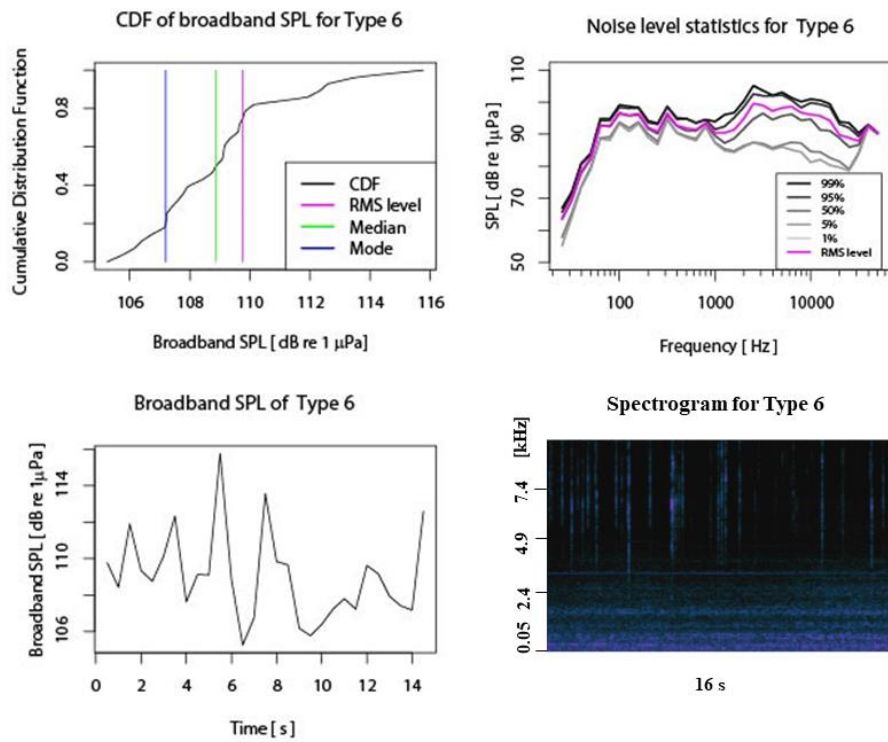 CDF of broadband SPL for Type 6
Cumulative Distribution Function
0.0 0.4 0.8
CDF
RMS level
Median
Mode
106 108 110 112 114 116
Broadband SPL [ dB re 1 μPa]
Noise level statistics for Type 6
SPL [ dB re 1μPa]
50 70 90 110
99%
95%
50%
5%
1%
RMS level
100 1000 10000
Frequency [ Hz]
Broadband SPL of Type 6
Broadband SPL [ dB re 1μPa]
106 110 114
0 2 4 6 8 10 12 14
Time [ s]
Spectrogram for Type 6
[kHz]
7.4
4.9
2.4
0.05
16 s